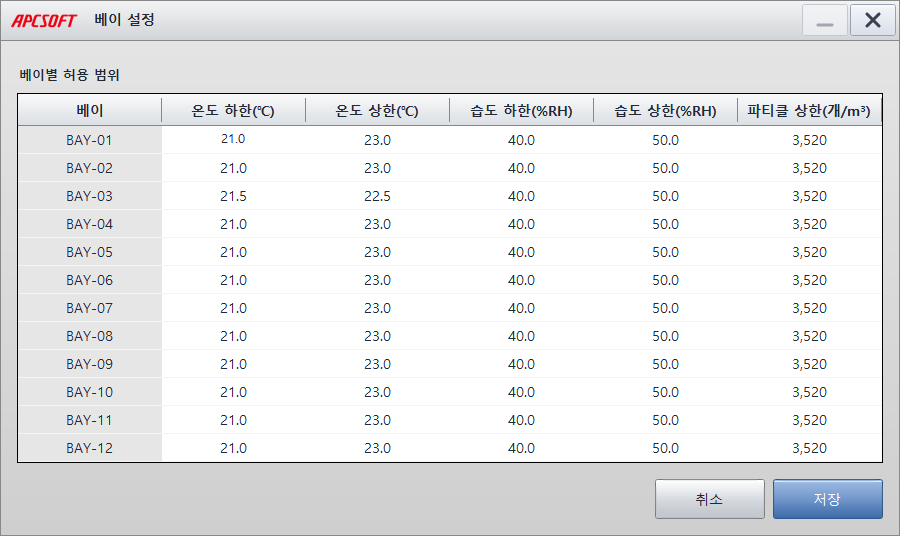 APCSOFT 베이 설정
베이별 허용 범위
베이 온도 하한(℃) 온도 상한(℃) 습도 하한(%RH) 습도 상한(%RH) 파티클 상한(개/m³)
BAY-01 21.0 23.0 40.0 50.0 3,520
BAY-02 21.0 23.0 40.0 50.0 3,520
BAY-03 21.5 22.5 40.0 50.0 3,520
BAY-04 21.0 23.0 40.0 50.0 3,520
BAY-05 21.0 23.0 40.0 50.0 3,520
BAY-06 21.0 23.0 40.0 50.0 3,520
BAY-07 21.0 23.0 40.0 50.0 3,520
BAY-08 21.0 23.0 40.0 50.0 3,520
BAY-09 21.0 23.0 40.0 50.0 3,520
BAY-10 21.0 23.0 40.0 50.0 3,520
BAY-11 21.0 23.0 40.0 50.0 3,520
BAY-12 21.0 23.0 40.0 50.0 3,520
취소 저장